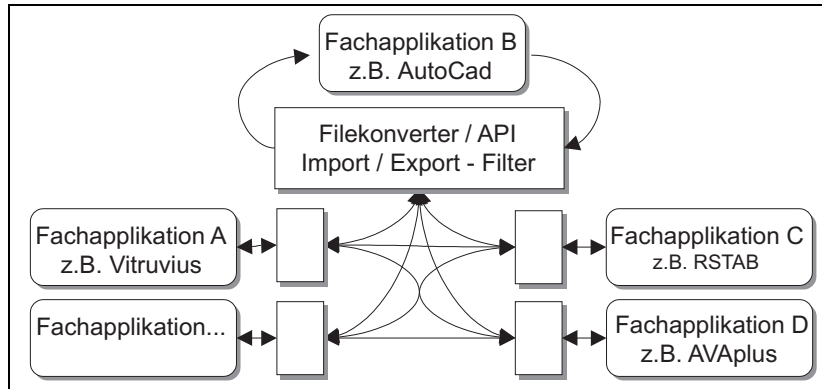 Fachapplikation B
z.B. AutoCad
Filekonverter / API
Import / Export - Filter
Fachapplikation A
z.B. Vitruvius
Fachapplikation C
z.B. RSTAB
Fachapplikation...
Fachapplikation D
z.B. AVAplus